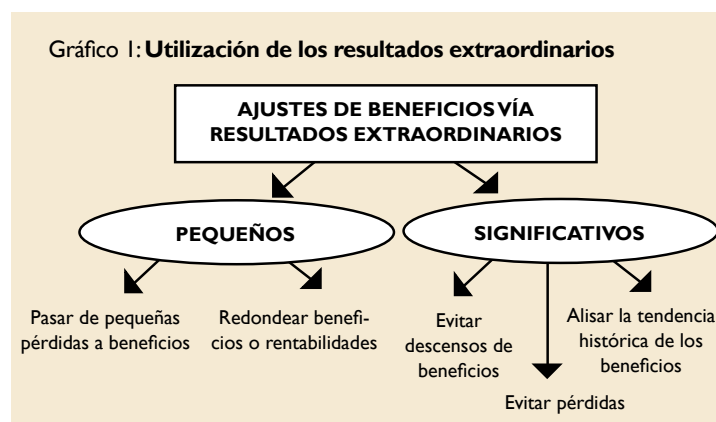 Gráfico 1: Utilización de los resultados extraordinarios
AJUSTES DE BENEFICIOS VÍA
RESULTADOS EXTRAORDINARIOS
PEQUEÑOS
SIGNIFICATIVOS
Pasar de pequeñas
pérdidas a beneficios
Redondear benefi-
cios o rentabilidades
Evitar
descensos de
beneficios
Evitar pérdidas
Alisar la tendencia
histórica de los
beneficios